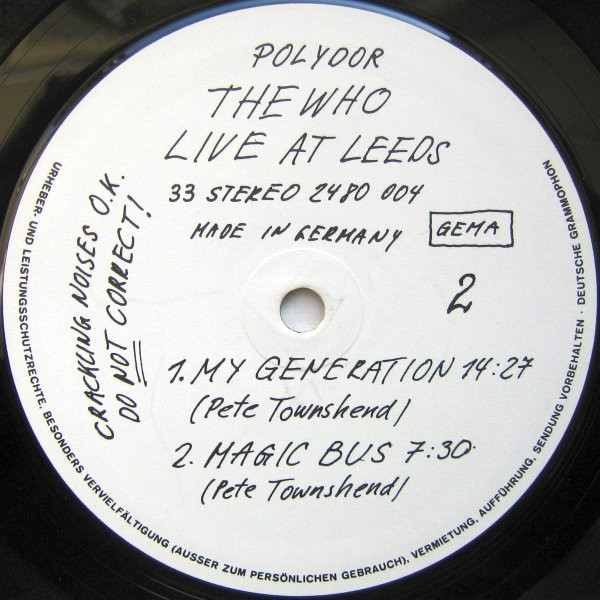 POLYDOR
THE WHO
LIVE AT LEEDS
33 STEREO 2480 004
MADE IN GERMANY
GEMA
CRACKLING NOISES O.K.
DO NOT CORRECT!
2
1. MY GENERATION 14:27
(Pete Townshend)
2. MAGIC BUS 7:30
(Pete Townshend)
URHEBER- UND LEISTUNGSSCHUTZRECHTE. BESONDERS VERVIELFÄLTIGUNG (AUSSER ZUM PERSÖNLICHEN GEBRAUCH), VERMIETUNG, AUFFÜHRUNG, SENDUNG VORBEHALTEN · DEUTSCHE GRAMMOPHON